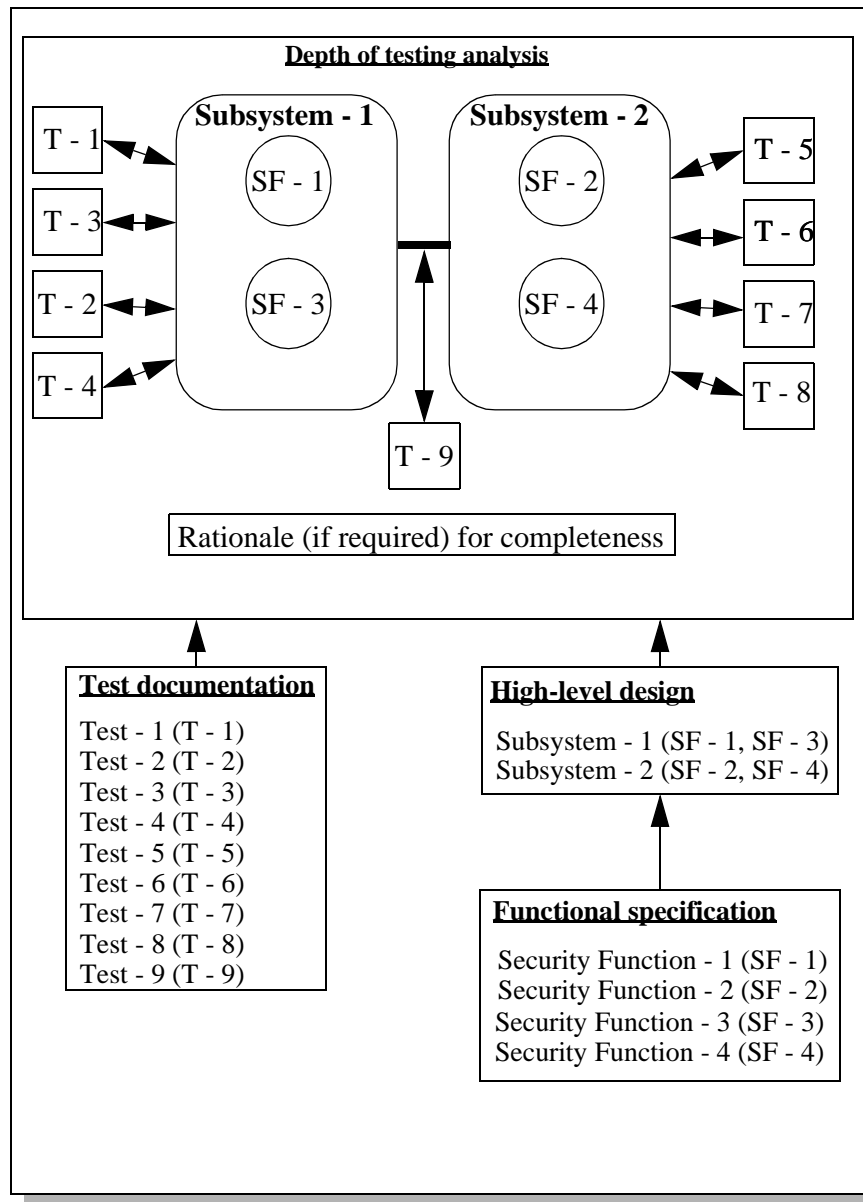 Depth of testing analysis
Subsystem - 1
Subsystem - 2
T - 1
SF - 1
SF - 2
T - 5
T - 3
T - 6
T - 2
SF - 3
SF - 4
T - 7
T - 4
T - 8
T - 9
Rationale (if required) for completeness
Test documentation
Test - 1 (T - 1)
Test - 2 (T - 2)
Test - 3 (T - 3)
Test - 4 (T - 4)
Test - 5 (T - 5)
Test - 6 (T - 6)
Test - 7 (T - 7)
Test - 8 (T - 8)
Test - 9 (T - 9)
High-level design
Subsystem - 1 (SF - 1, SF - 3)
Subsystem - 2 (SF - 2, SF - 4)
Functional specification
Security Function - 1 (SF - 1)
Security Function - 2 (SF - 2)
Security Function - 3 (SF - 3)
Security Function - 4 (SF - 4)